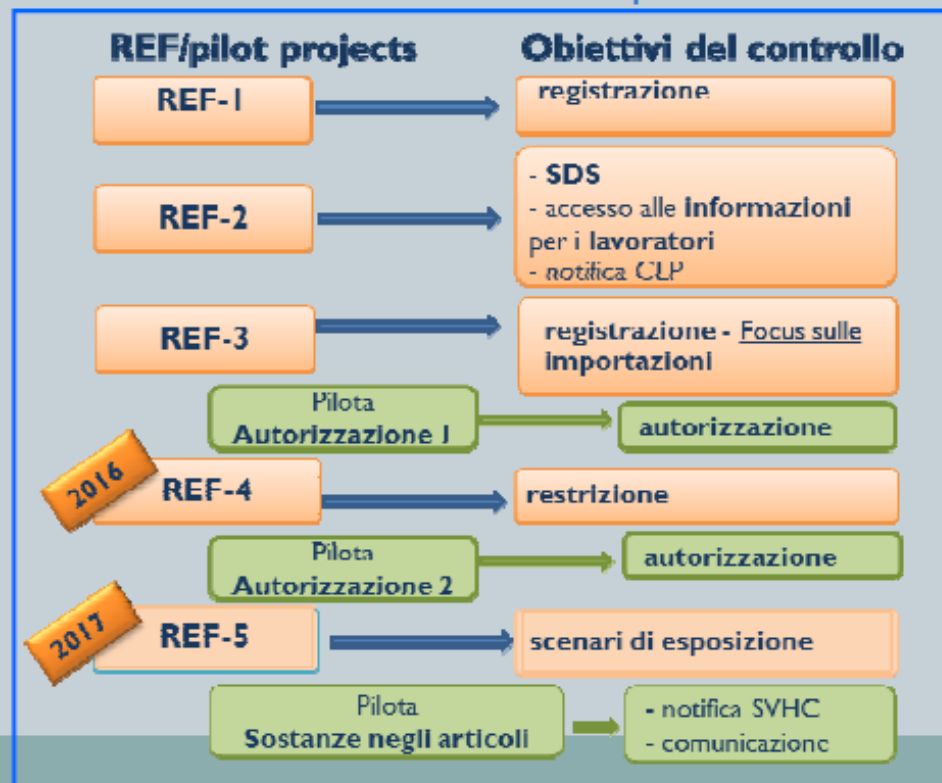 REF/pilot projects
Obiettivi del controllo
REF-1
registrazione
REF-2
- SDS
- accesso alle informazioni
per i lavoratori
- notifica CLP
REF-3
registrazione - Focus sulle
importazioni
Pilota
Autorizzazione 1
autorizzazione
2016
REF-4
restrizione
Pilota
Autorizzazione 2
autorizzazione
2017
REF-5
scenari di esposizione
Pilota
Sostanze negli articoli
- notifica SVHC
- comunicazione